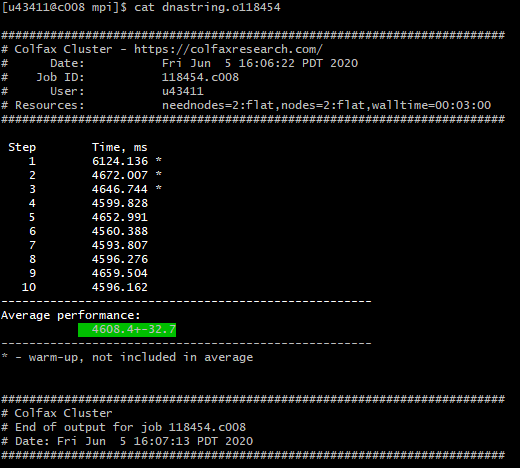 [u43411@c008 mpi]$ cat dnastring.o118454
########################################################################
# Colfax Cluster - https://colfaxresearch.com/
#      Date:           Fri Jun  5 16:06:22 PDT 2020
#    Job ID:           118454.c008
#      User:           u43411
# Resources:           neednodes=2:flat,nodes=2:flat,walltime=00:03:00
########################################################################
 Step        Time, ms
    1        6124.136 *
    2        4672.007 *
    3        4646.744 *
    4        4599.828
    5        4652.991
    6        4560.388
    7        4593.807
    8        4596.276
    9        4659.504
   10        4596.162
-----------------------------------------------------
Average performance:
             4608.4+-32.7
-----------------------------------------------------
* - warm-up, not included in average
########################################################################
# Colfax Cluster
# End of output for job 118454.c008
# Date: Fri Jun  5 16:07:13 PDT 2020
########################################################################